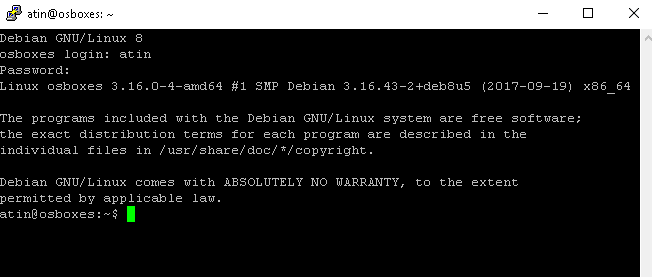 atin@osboxes: ~
Debian GNU/Linux 8
osboxes login: atin
Password:
Linux osboxes 3.16.0-4-amd64 #1 SMP Debian 3.16.43-2+deb8u5 (2017-09-19) x86_64
The programs included with the Debian GNU/Linux system are free software;
the exact distribution terms for each program are described in the
individual files in /usr/share/doc/*/copyright.
Debian GNU/Linux comes with ABSOLUTELY NO WARRANTY, to the extent
permitted by applicable law.
atin@osboxes:~$